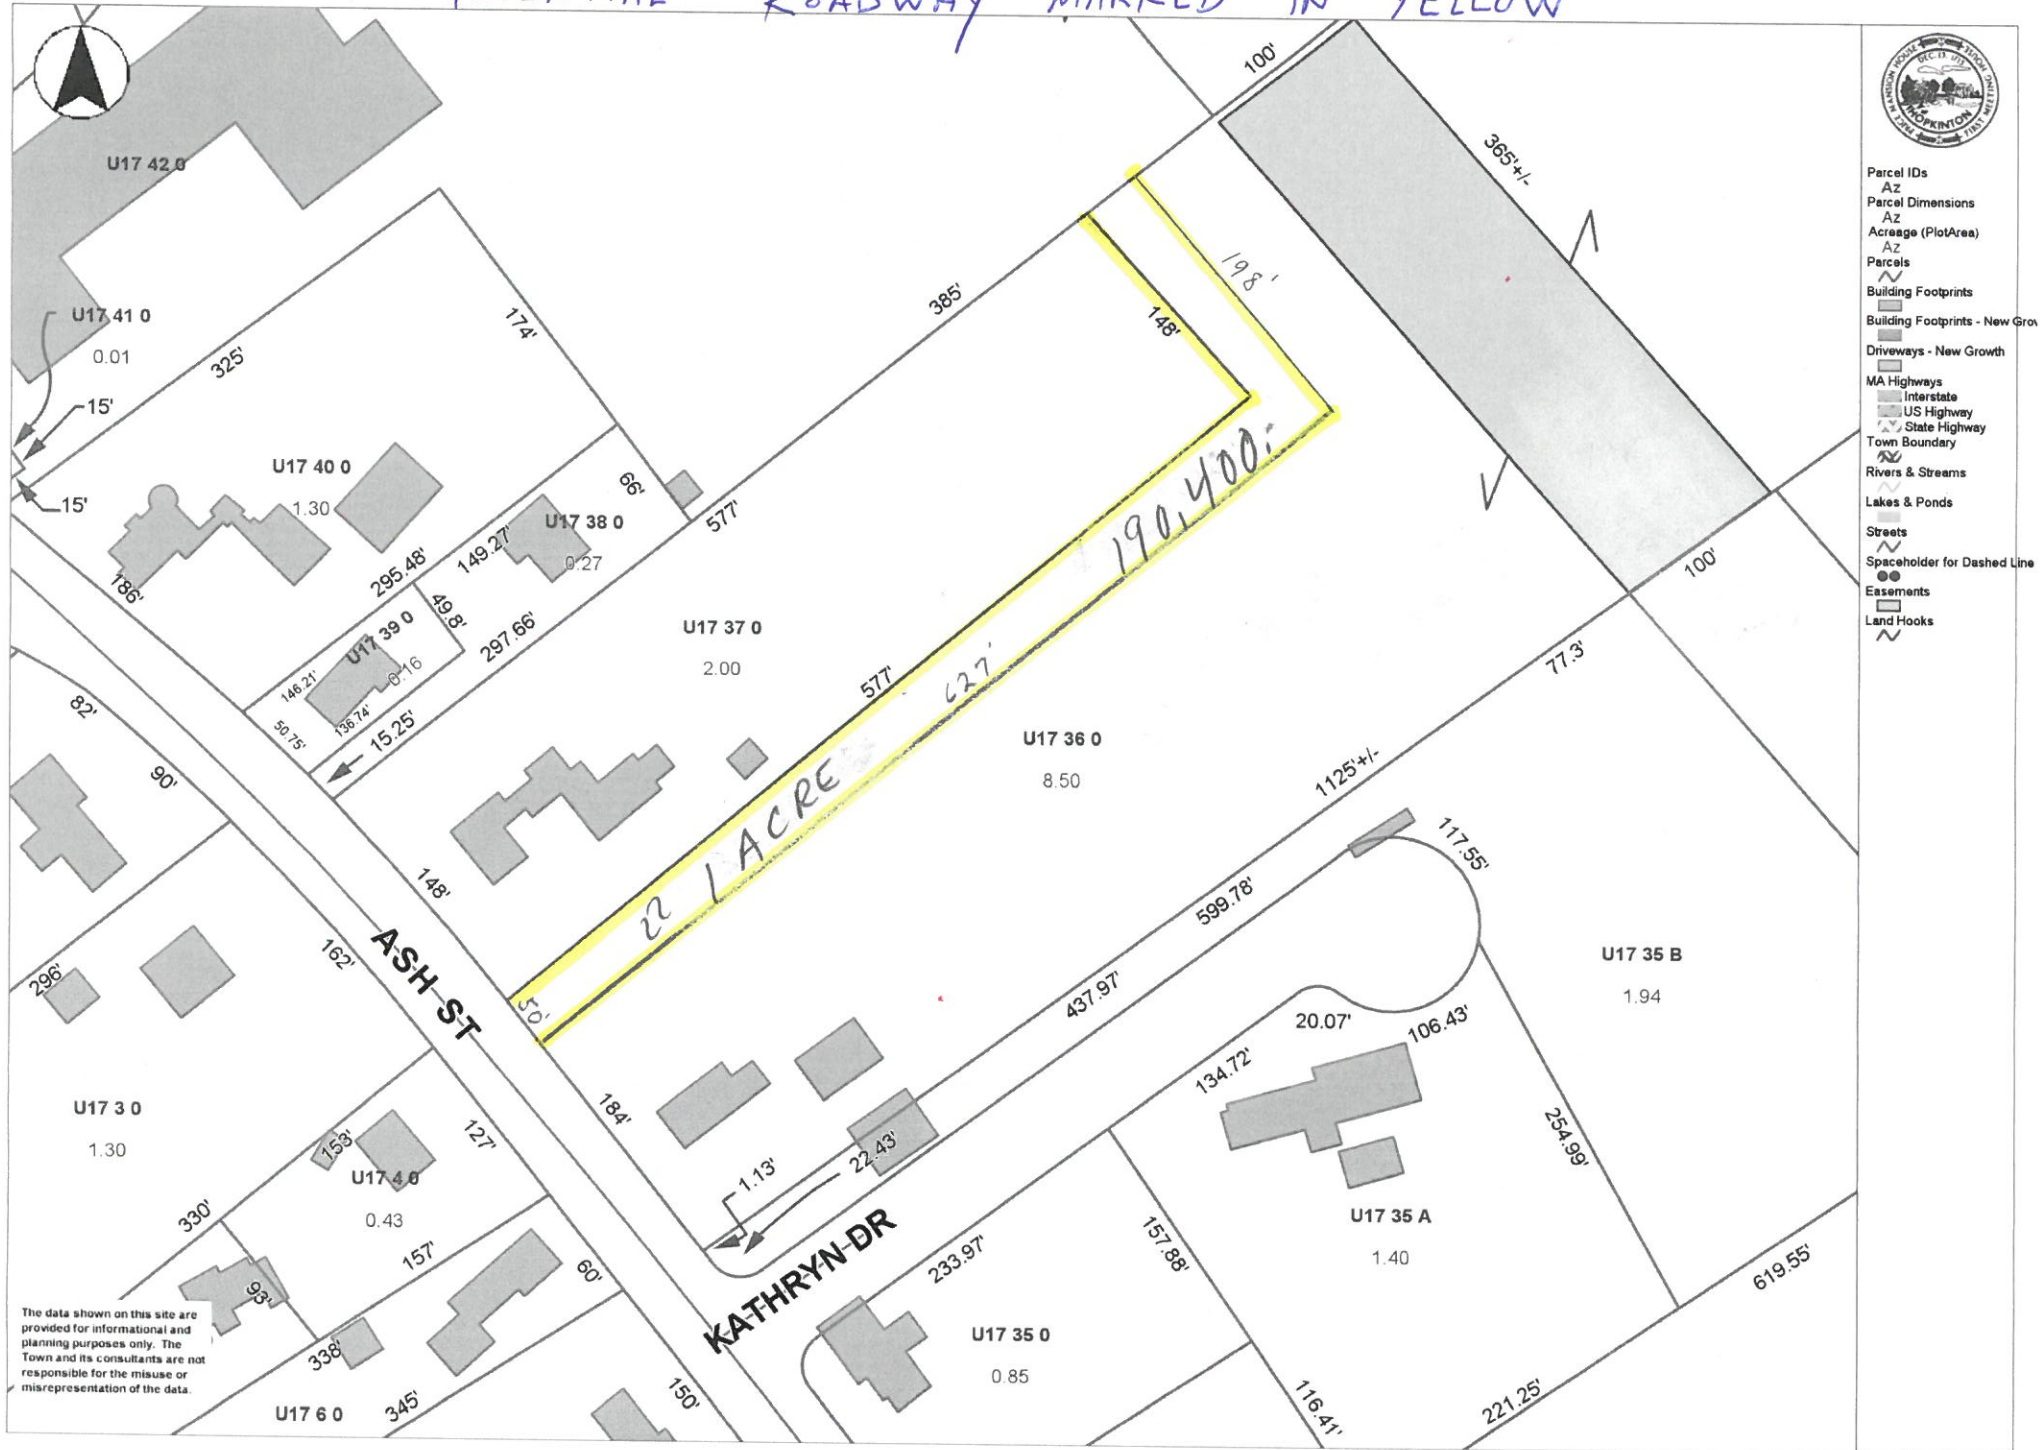 ROADWAY MARKED IN YELLOW
100'
365'+/-
U17 42 0
198'
148'
385'
174'
U17 41 0
0.01
325'
15'
15'
U17 40 0
1.30
66'
577'
U17 38 0
0.27
149.27'
295.48'
186'
49.8'
U17 39 0
0.16
297.66'
146.21'
136.74'
50.75'
15.25'
U17 37 0
2.00
577'
627'
190,400.-
1 ACRE
50'
100'
77.3'
U17 36 0
8.50
1125'+/-
82'
90'
148'
162'
296'
ASH ST
117.55'
599.78'
437.97'
U17 35 B
1.94
20.07'
106.43'
134.72'
254.99'
184'
U17 3 0
1.30
127'
153'
U17 4 0
0.43
1.13'
22.43'
330'
157'
60'
93'
KATHRYN DR
233.97'
157.88'
U17 35 A
1.40
619.55'
338'
345'
U17 6 0
150'
U17 35 0
0.85
116.41'
221.25'
The data shown on this site are
provided for informational and
planning purposes only. The
Town and its consultants are not
responsible for the misuse or
misrepresentation of the data.
HOPKINTON
Parcel IDs
Az
Parcel Dimensions
Az
Acreage (PlotArea)
Az
Parcels
Building Footprints
Building Footprints - New Grov
Driveways - New Growth
MA Highways
Interstate
US Highway
State Highway
Town Boundary
Rivers & Streams
Lakes & Ponds
Streets
Spaceholder for Dashed Line
Easements
Land Hooks